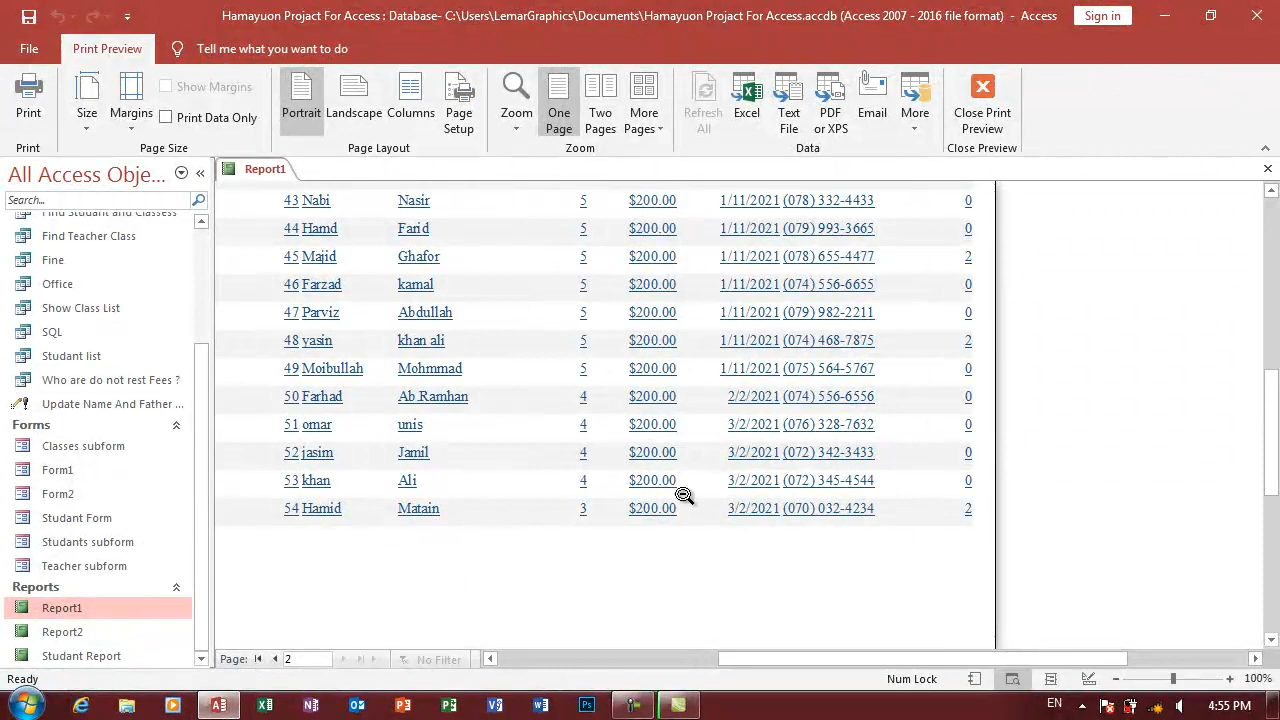 Hamayuon Projact For Access : Database- C:\Users\LemarGraphics\Documents\Hamayuon Projact For Access.accdb (Access 2007 - 2016 file format) - Access
Sign in
File
Print Preview
Tell me what you want to do
Print
Size
Margins
Show Margins
Print Data Only
Portrait
Landscape
Columns
Page Setup
Zoom
One Page
Two Pages
More Pages
Refresh All
Excel
Text File
PDF or XPS
Email
More
Close Print Preview
Print
Page Size
Page Layout
Zoom
Data
Close Preview
All Access Obje...
Search...
Find Student and Classess
Find Teacher Class
Fine
Office
Show Class List
SQL
Student list
Who are do not rest Fees ?
Update Name And Father ...
Forms
Classes subform
Form1
Form2
Student Form
Students subform
Teacher subform
Reports
Report1
Report2
Student Report
Report1
43 Nabi Nasir 5 $200.00 1/11/2021 (078) 332-4433 0
44 Hamd Farid 5 $200.00 1/11/2021 (079) 993-3665 0
45 Majid Ghafor 5 $200.00 1/11/2021 (078) 655-4477 2
46 Farzad kamal 5 $200.00 1/11/2021 (074) 556-6655 0
47 Parviz Abdullah 5 $200.00 1/11/2021 (079) 982-2211 0
48 yasin khan ali 5 $200.00 1/11/2021 (074) 468-7875 2
49 Moibullah Mohmmad 5 $200.00 1/11/2021 (075) 564-5767 0
50 Farhad Ab Ramhan 4 $200.00 2/2/2021 (074) 556-6556 0
51 omar unis 4 $200.00 3/2/2021 (076) 328-7632 0
52 jasim Jamil 4 $200.00 3/2/2021 (072) 342-3433 0
53 khan Ali 4 $200.00 3/2/2021 (072) 345-4544 0
54 Hamid Matain 3 $200.00 3/2/2021 (070) 032-4234 2
Page: 2
No Filter
Ready
Num Lock
100%
EN
4:55 PM